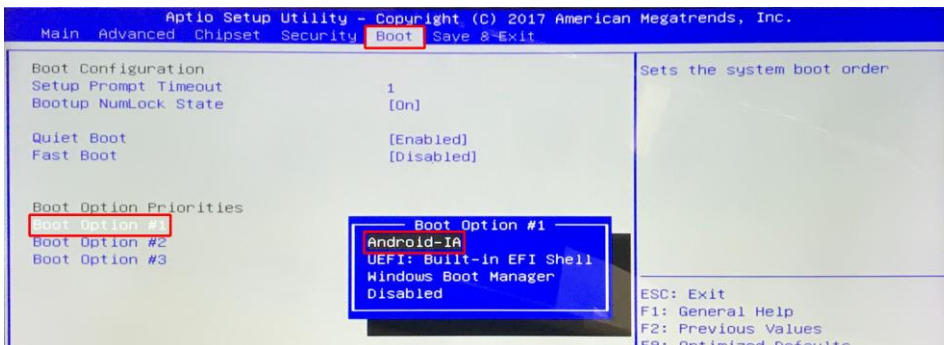 Aptio Setup Utility – Copyright (C) 2017 American Megatrends, Inc.
Main Advanced Chipset Security Boot Save & Exit
Boot Configuration
Setup Prompt Timeout 1
Bootup NumLock State [On]
Quiet Boot [Enabled]
Fast Boot [Disabled]
Boot Option Priorities
Boot Option #1
Boot Option #2
Boot Option #3
Boot Option #1
Android-IA
UEFI: Built-in EFI Shell
Windows Boot Manager
Disabled
Sets the system boot order
ESC: Exit
F1: General Help
F2: Previous Values
F9: Optimized Defaults